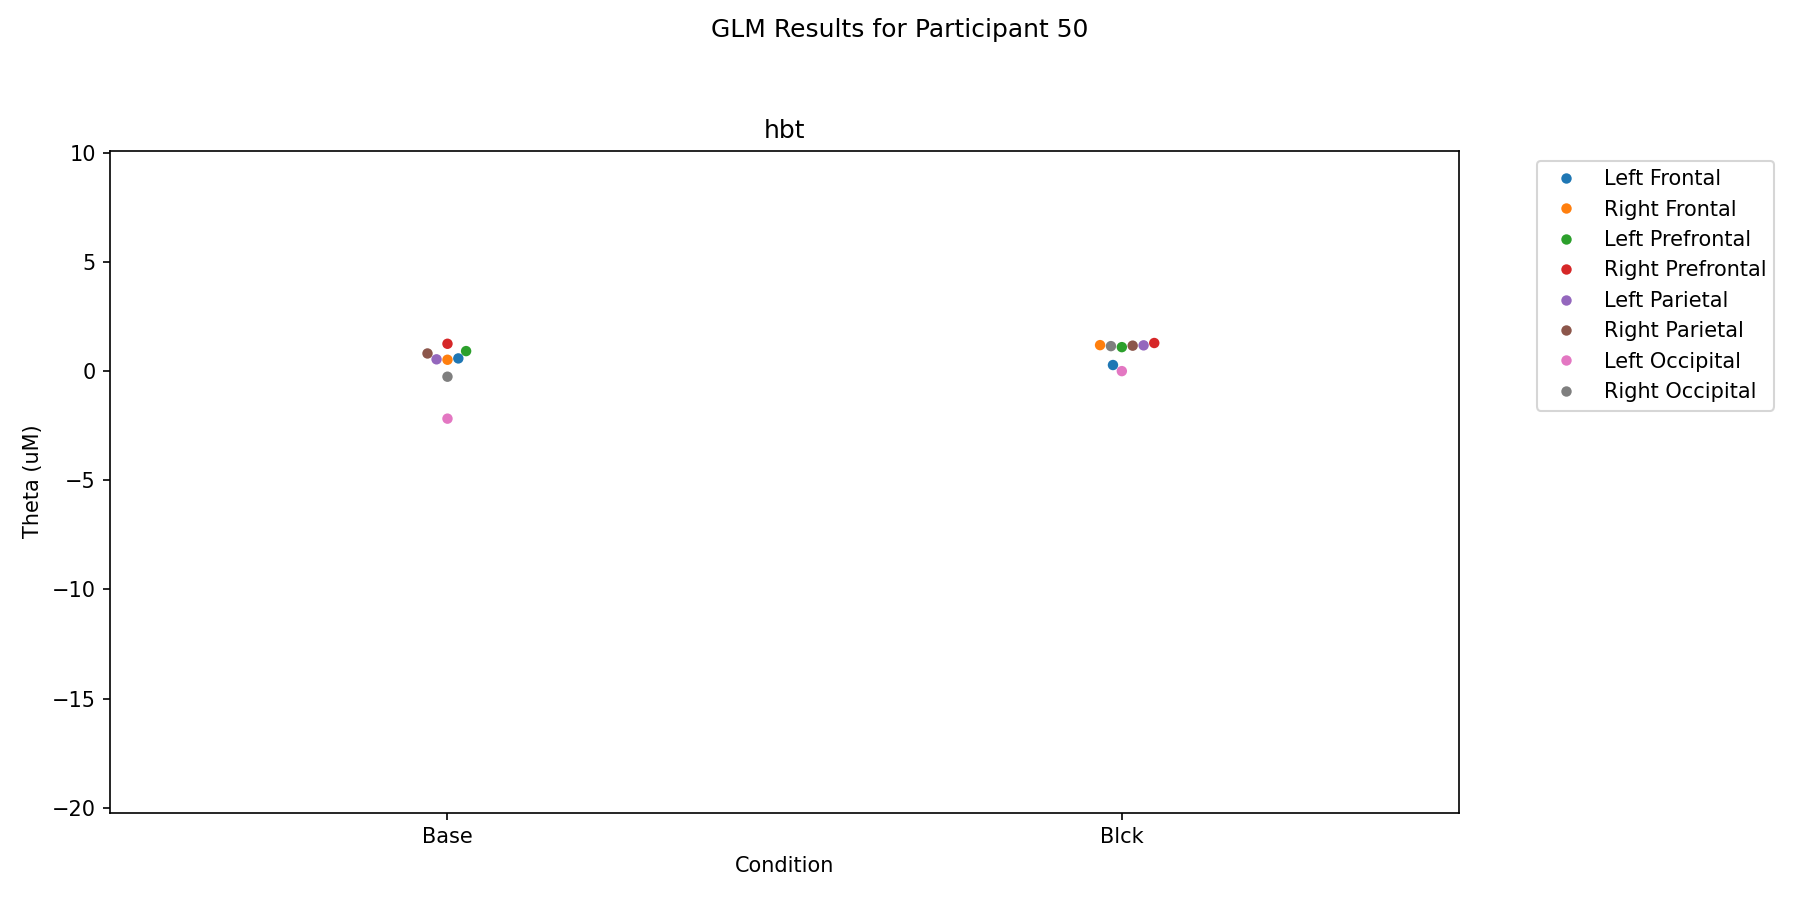 GLM Results for Participant 50
hbt
10
5
0
−5
−10
−15
−20
Theta (uM)
Base
Blck
Condition
Left Frontal
Right Frontal
Left Prefrontal
Right Prefrontal
Left Parietal
Right Parietal
Left Occipital
Right Occipital